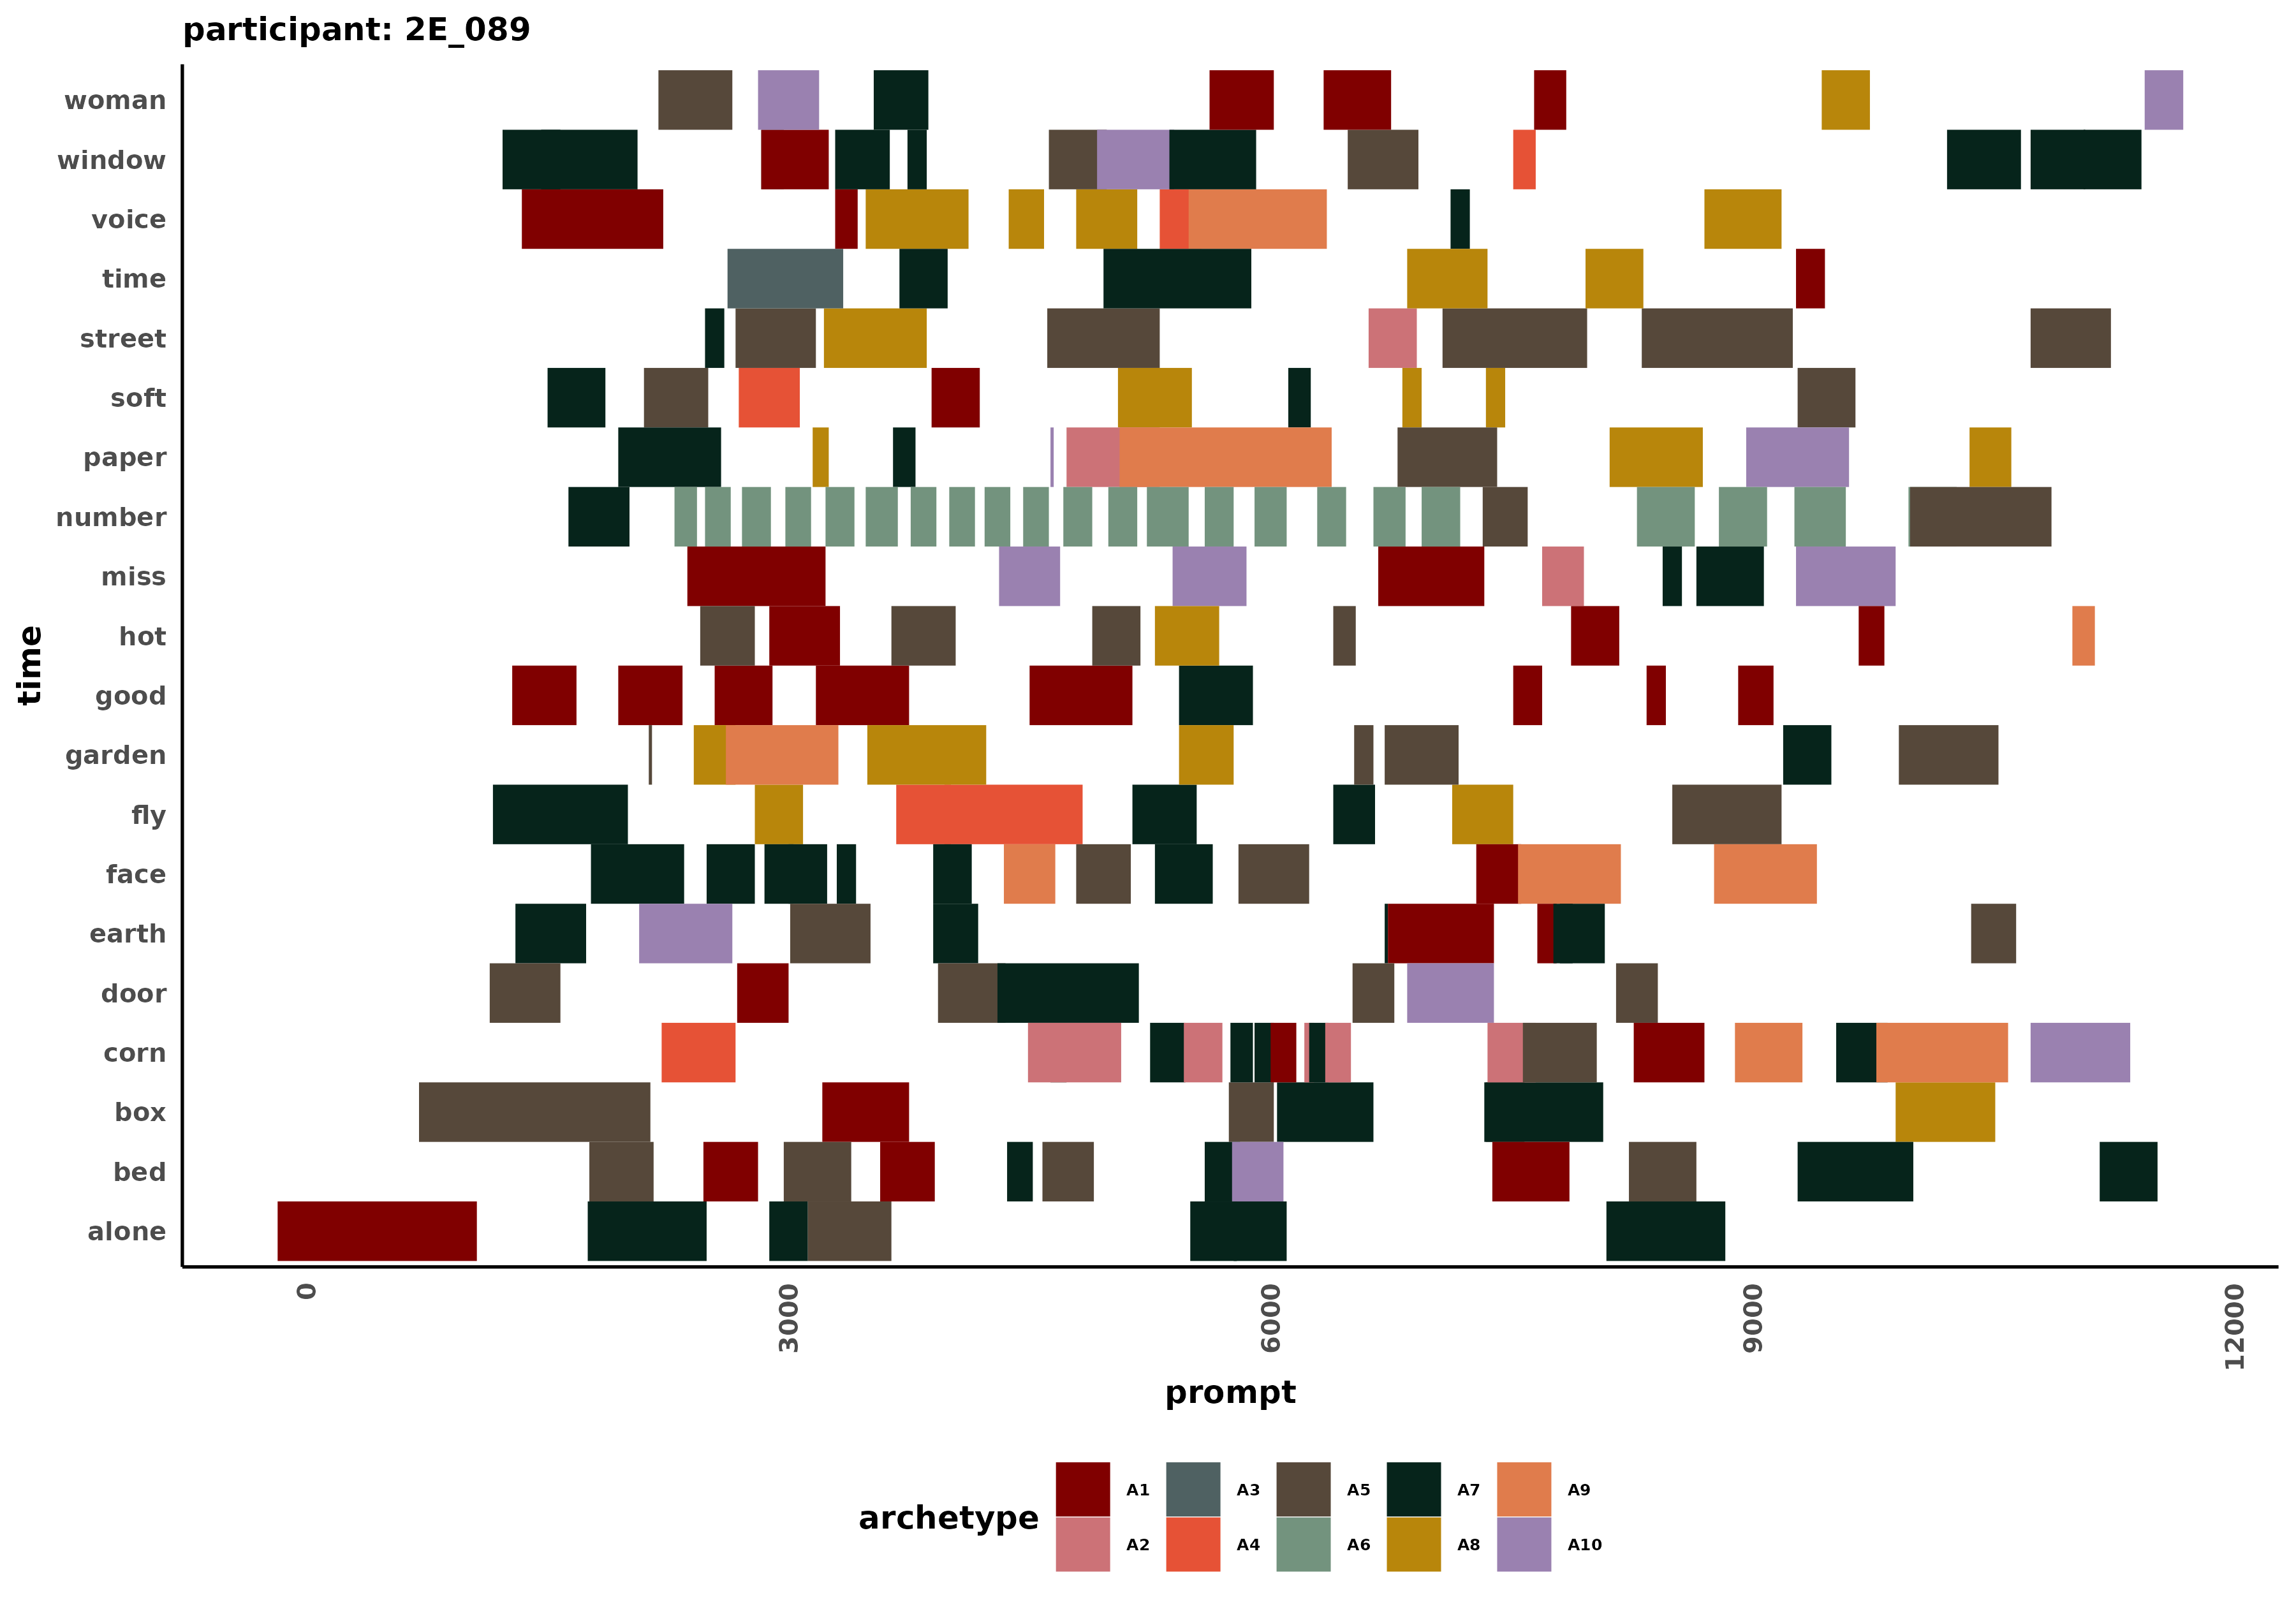 participant: 2E_089
woman
window
voice
time
street
soft
paper
number
miss
hot
good
garden
fly
face
earth
door
corn
box
bed
alone
time
0
3000
6000
9000
12000
prompt
archetype
A1 A3 A5 A7 A9
A2 A4 A6 A8 A10